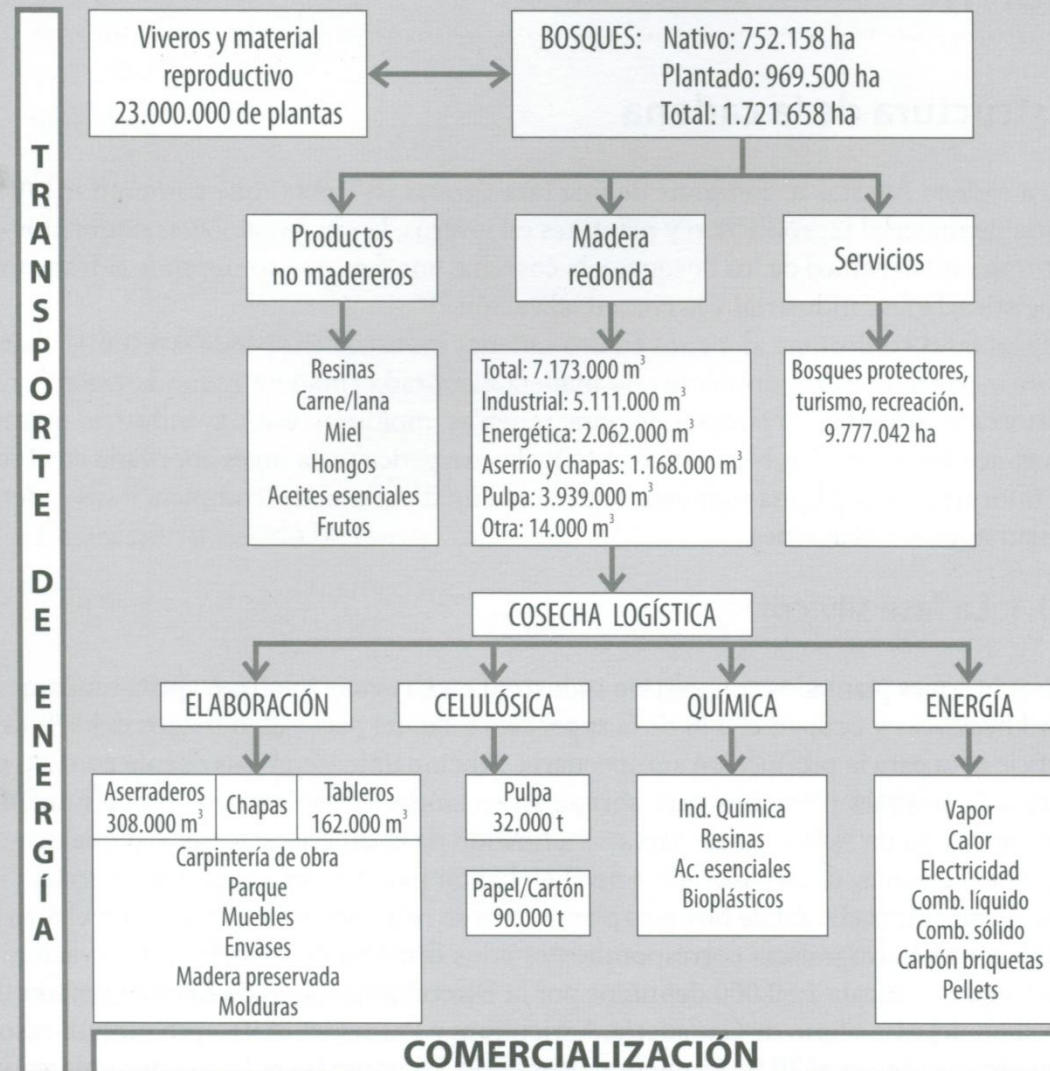 TRANSPORTE DE ENERGÍA
Viveros y material
reproductivo
23.000.000 de plantas
BOSQUES: Nativo: 752.158 ha
Plantado: 969.500 ha
Total: 1.721.658 ha
Productos
no madereros
Madera
redonda
Servicios
Resinas
Carne/lana
Miel
Hongos
Aceites esenciales
Frutos
Total: 7.173.000 m³
Industrial: 5.111.000 m³
Energética: 2.062.000 m³
Aserrío y chapas: 1.168.000 m³
Pulpa: 3.939.000 m³
Otra: 14.000 m³
Bosques protectores,
turismo, recreación.
9.777.042 ha
COSECHA LOGÍSTICA
ELABORACIÓN
CELULÓSICA
QUÍMICA
ENERGÍA
Aserraderos
308.000 m³
Chapas
Tableros
162.000 m³
Carpintería de obra
Parque
Muebles
Envases
Madera preservada
Molduras
Pulpa
32.000 t
Papel/Cartón
90.000 t
Ind. Química
Resinas
Ac. esenciales
Bioplásticos
Vapor
Calor
Electricidad
Comb. líquido
Comb. sólido
Carbón briquetas
Pellets
COMERCIALIZACIÓN